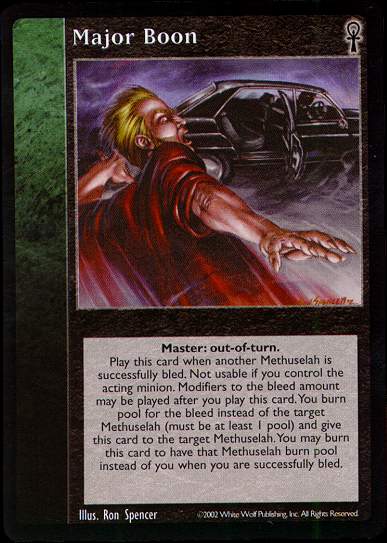 Major Boon
Master: out-of-turn.
Play this card when another Methuselah is
successfully bled. Not usable if you control the
acting minion. Modifiers to the bleed amount
may be played after you play this card. You burn
pool for the bleed instead of the target
Methuselah (must be at least 1 pool) and give
this card to the target Methuselah. You may burn
this card to have that Methuselah burn pool
instead of you when you are successfully bled.
Illus. Ron Spencer
©2002 White Wolf Publishing, Inc. All Rights Reserved.